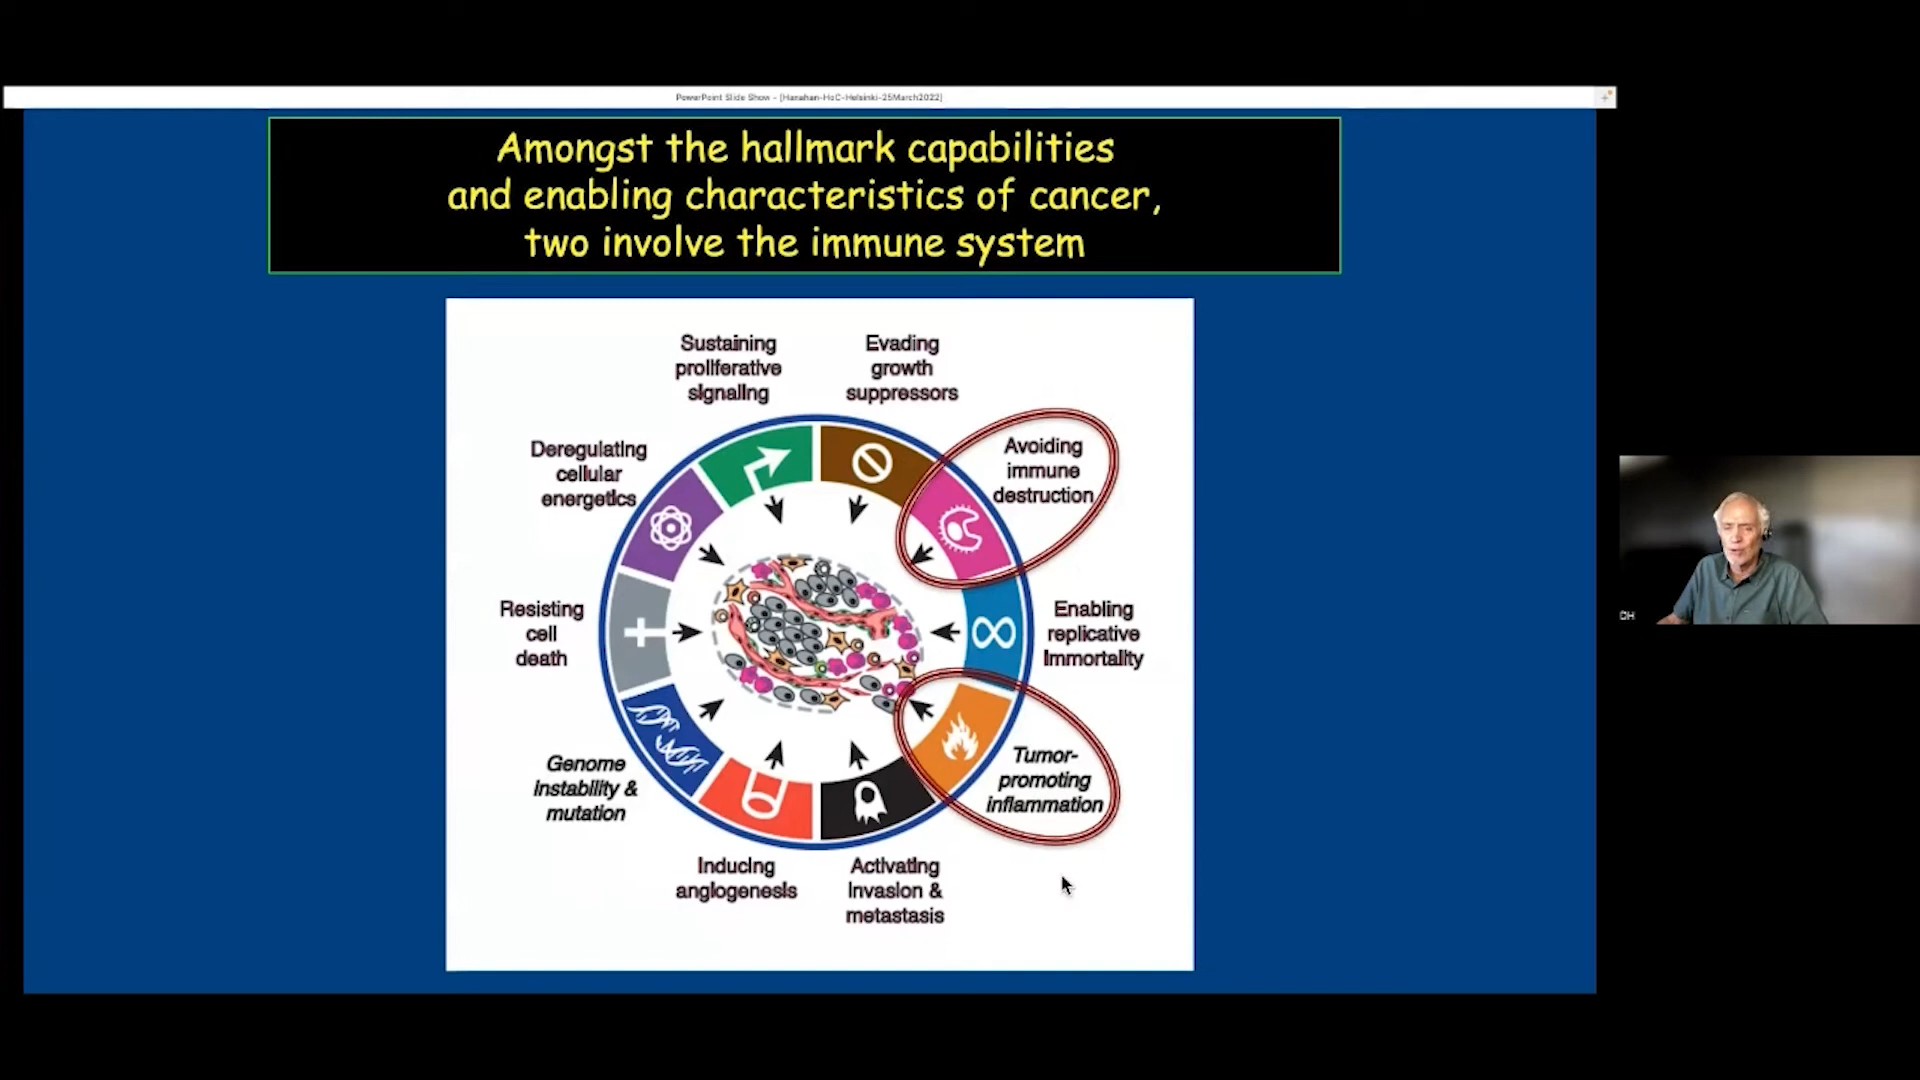 PowerPoint Slide Show - [Hanahan-HoC-Helsinki-25March2022]
Amongst the hallmark capabilities
and enabling characteristics of cancer,
two involve the immune system
Sustaining
proliferative
signaling
Evading
growth
suppressors
Deregulating
cellular
energetics
Avoiding
immune
destruction
Resisting
cell
death
Enabling
replicative
immortality
Genome
instability &
mutation
Tumor-
promoting
inflammation
Inducing
angiogenesis
Activating
invasion &
metastasis
DH